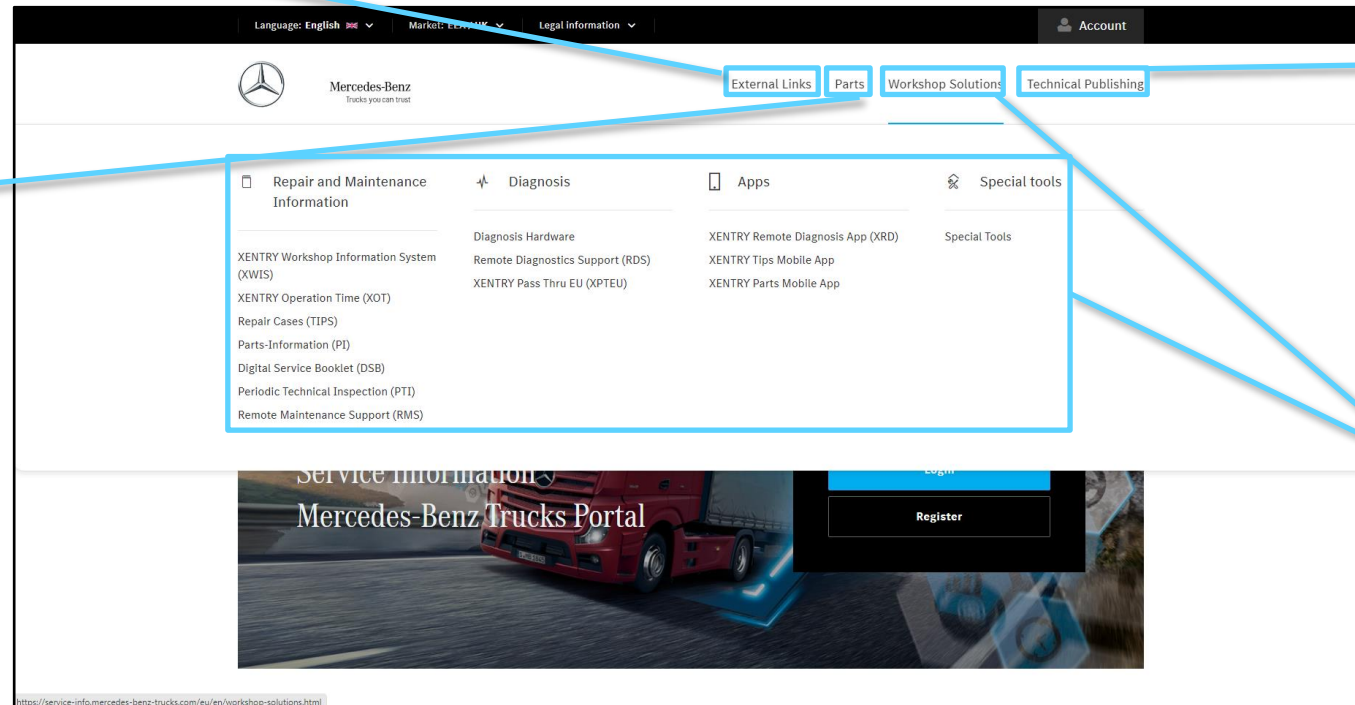 Language: English
Legal information
Account
Mercedes-Benz
Trucks you can trust
External Links
Parts
Workshop Solutions
Technical Publishing
Repair and Maintenance
Information
XENTRY Workshop Information System
(XWIS)
XENTRY Operation Time (XOT)
Repair Cases (TIPS)
Parts-Information (PI)
Digital Service Booklet (DSB)
Periodic Technical Inspection (PTI)
Remote Maintenance Support (RMS)
Diagnosis
Diagnosis Hardware
Remote Diagnostics Support (RDS)
XENTRY Pass Thru EU (XPTEU)
Apps
XENTRY Remote Diagnosis App (XRD)
XENTRY Tips Mobile App
XENTRY Parts Mobile App
Special tools
Special Tools
Service Information
Mercedes-Benz Trucks Portal
Login
Register
https://service-info.mercedes-benz-trucks.com/eu/en/workshop-solutions.html